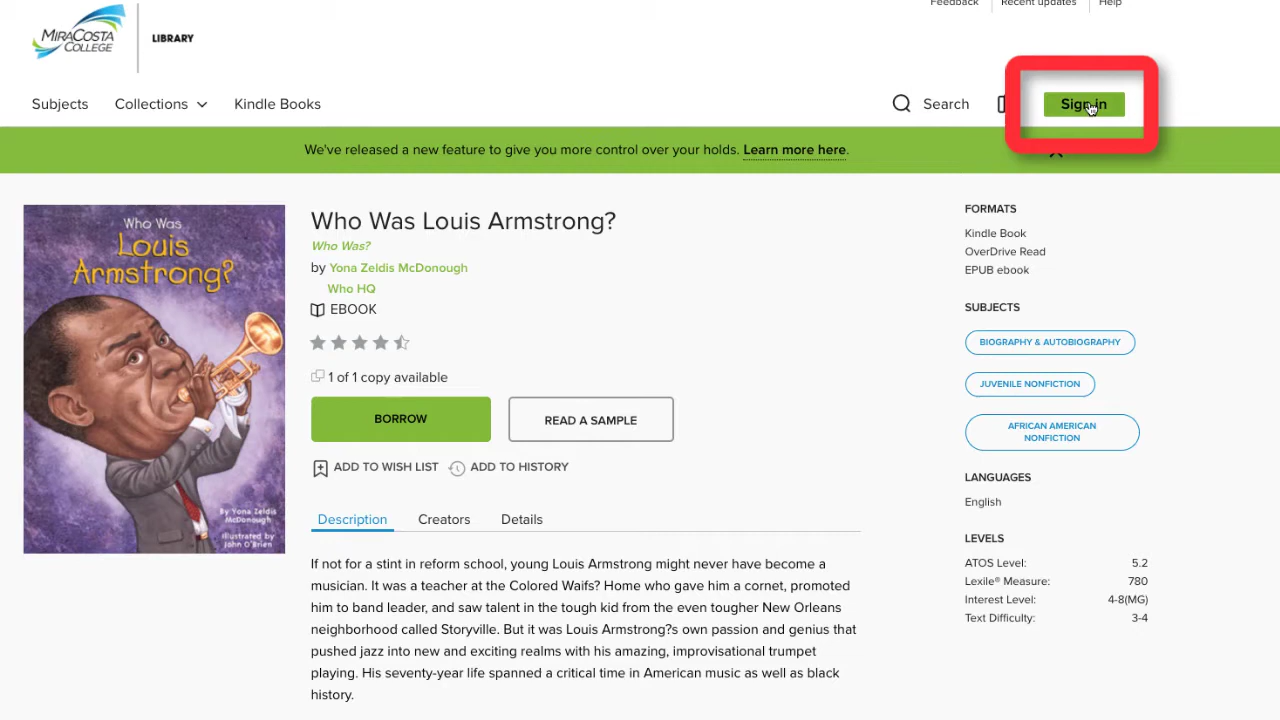 Feedback
Recent updates
Help
MIRACOSTA
COLLEGE
LIBRARY
Subjects
Collections
Kindle Books
Search
Sign in
We've released a new feature to give you more control over your holds. Learn more here.
Who Was
Louis
Armstrong?
By Yona Zeldis
McDonough
illustrated by
John O'Brien
Who Was Louis Armstrong?
Who Was?
by Yona Zeldis McDonough
Who HQ
EBOOK
1 of 1 copy available
BORROW
READ A SAMPLE
ADD TO WISH LIST
ADD TO HISTORY
Description
Creators
Details
If not for a stint in reform school, young Louis Armstrong might never have become a
musician. It was a teacher at the Colored Waifs? Home who gave him a cornet, promoted
him to band leader, and saw talent in the tough kid from the even tougher New Orleans
neighborhood called Storyville. But it was Louis Armstrong?s own passion and genius that
pushed jazz into new and exciting realms with his amazing, improvisational trumpet
playing. His seventy-year life spanned a critical time in American music as well as black
history.
FORMATS
Kindle Book
OverDrive Read
EPUB ebook
SUBJECTS
BIOGRAPHY & AUTOBIOGRAPHY
JUVENILE NONFICTION
AFRICAN AMERICAN
NONFICTION
LANGUAGES
English
LEVELS
ATOS Level: 5.2
Lexile® Measure: 780
Interest Level: 4-8(MG)
Text Difficulty: 3-4